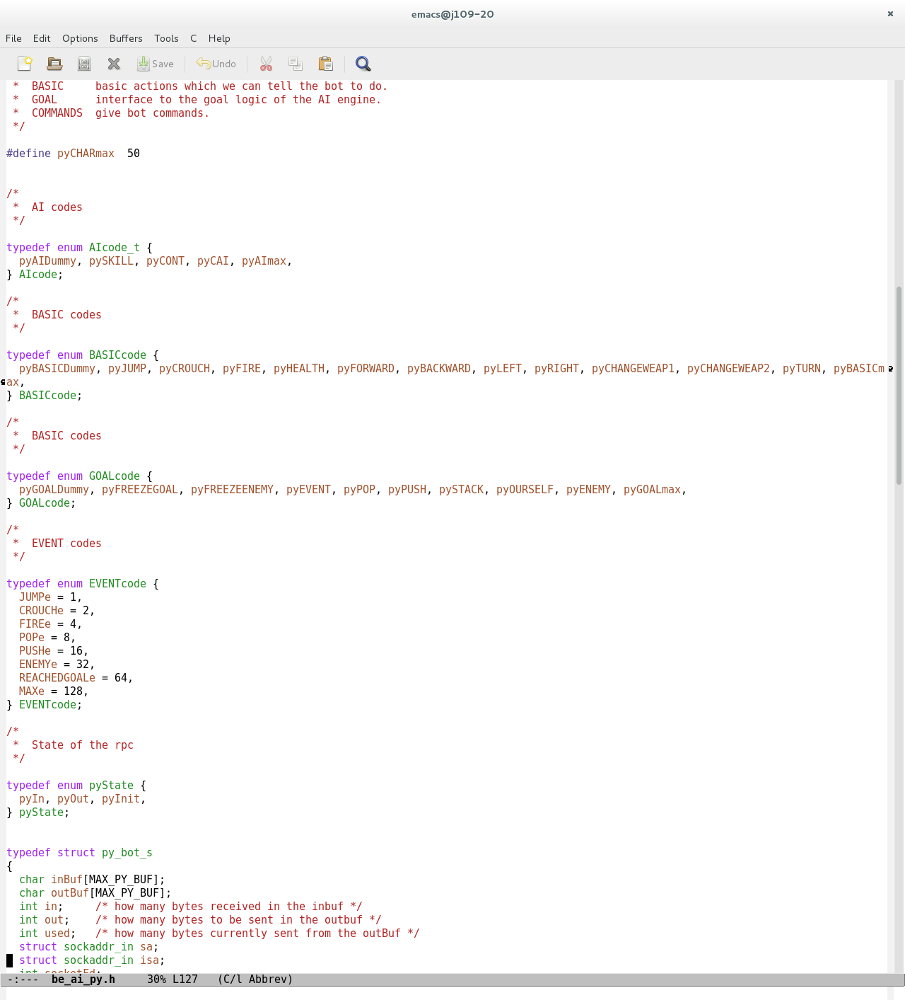 emacs@j109-20
File Edit Options Buffers Tools C Help
Save Undo
 *  BASIC     basic actions which we can tell the bot to do.
 *  GOAL      interface to the goal logic of the AI engine.
 *  COMMANDS  give bot commands.
 */
#define pyCHARmax  50
/*
 *  AI codes
 */
typedef enum AIcode_t {
  pyAIDummy, pySKILL, pyCONT, pyCAI, pyAImax,
} AIcode;
/*
 *  BASIC codes
 */
typedef enum BASICcode {
  pyBASICDummy, pyJUMP, pyCROUCH, pyFIRE, pyHEALTH, pyFORWARD, pyBACKWARD, pyLEFT, pyRIGHT, pyCHANGEWEAP1, pyCHANGEWEAP2, pyTURN, pyBASICm
ax,
} BASICcode;
/*
 *  BASIC codes
 */
typedef enum GOALcode {
  pyGOALDummy, pyFREEZEGOAL, pyFREEZEENEMY, pyEVENT, pyPOP, pyPUSH, pySTACK, pyOURSELF, pyENEMY, pyGOALmax,
} GOALcode;
/*
 *  EVENT codes
 */
typedef enum EVENTcode {
  JUMPe = 1,
  CROUCHe = 2,
  FIREe = 4,
  POPe = 8,
  PUSHe = 16,
  ENEMYe = 32,
  REACHEDGOALe = 64,
  MAXe = 128,
} EVENTcode;
/*
 *  State of the rpc
 */
typedef enum pyState {
  pyIn, pyOut, pyInit,
} pyState;
typedef struct py_bot_s
{
  char inBuf[MAX_PY_BUF];
  char outBuf[MAX_PY_BUF];
  int in;     /* how many bytes received in the inbuf */
  int out;    /* how many bytes to be sent in the outbuf */
  int used;   /* how many bytes currently sent from the outBuf */
  struct sockaddr_in sa;
  struct sockaddr_in isa;
  int socketFd;
-:---  be_ai_py.h     30% L127   (C/l Abbrev)